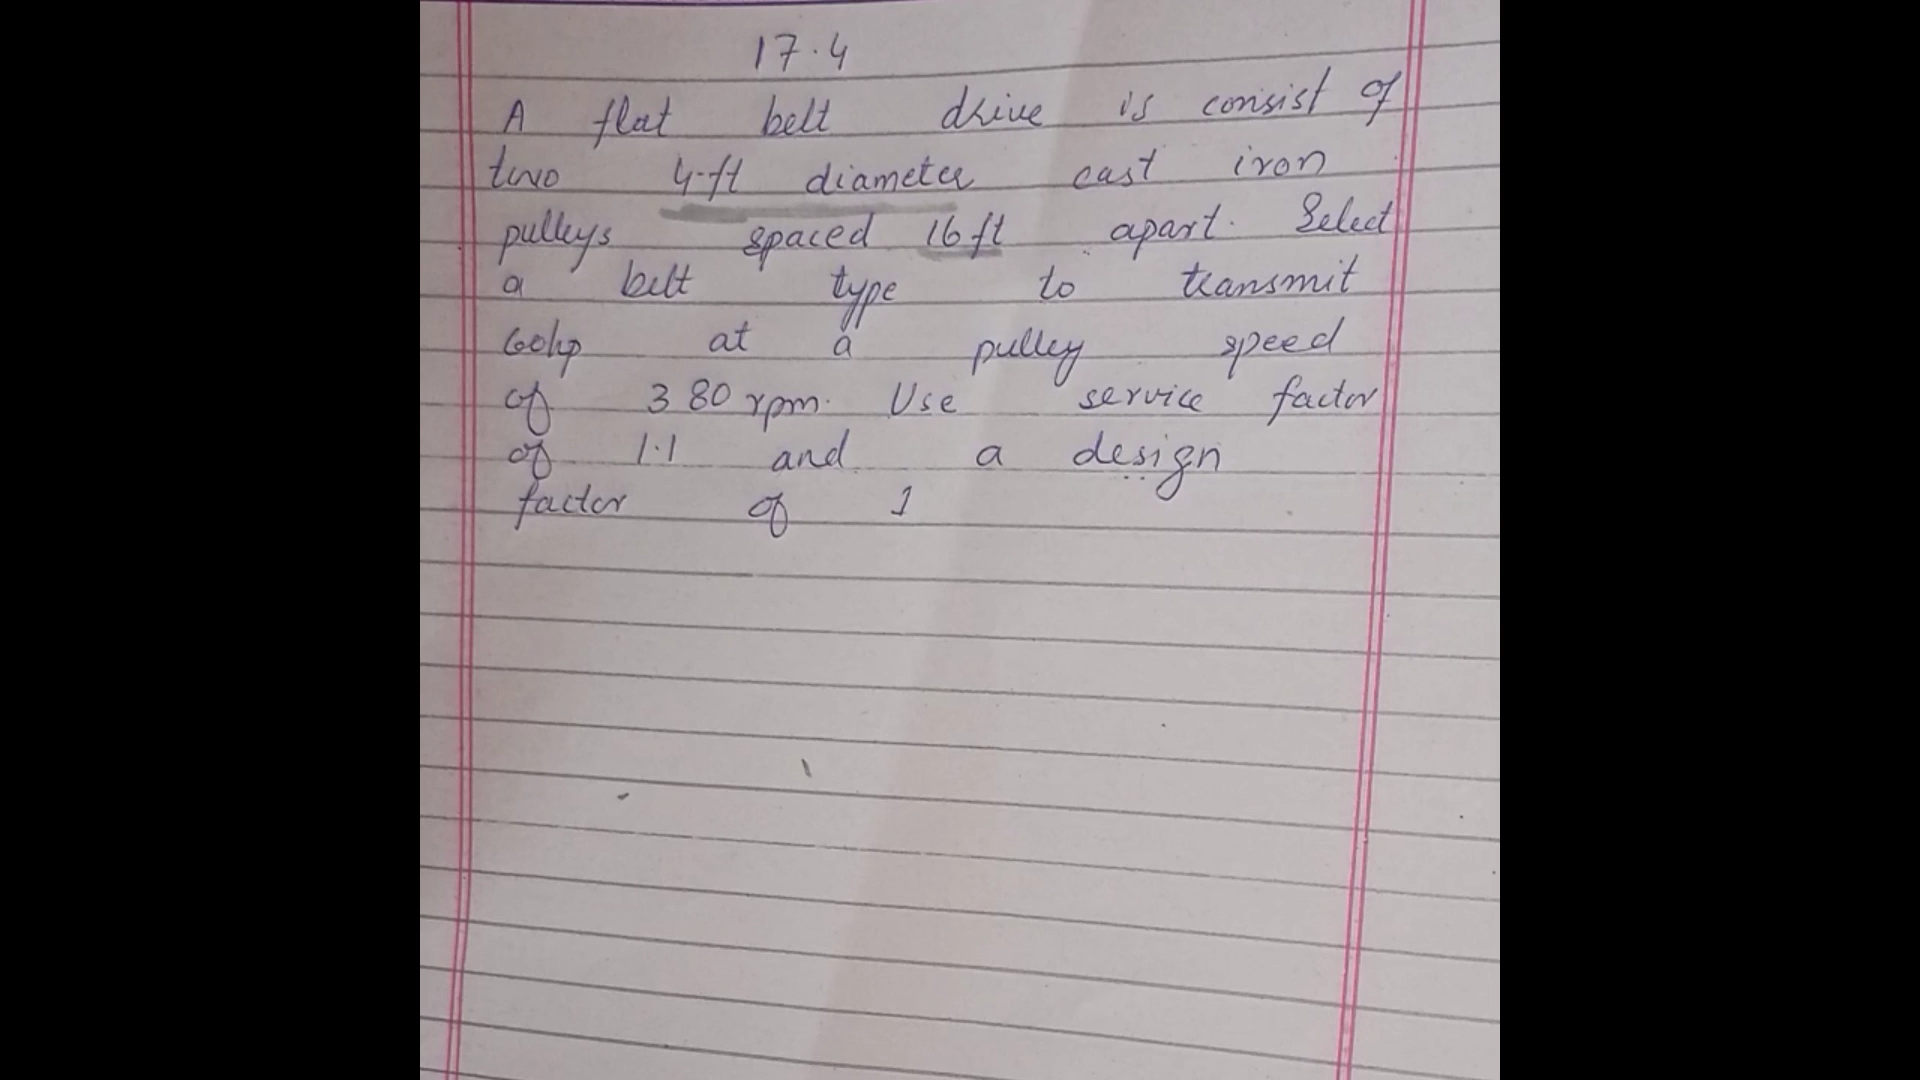 17.4
A flat belt drive is consist of
two 4-ft diameter cast iron
pulleys spaced 16 ft apart. Select
a belt type to transmit
60hp at a pulley speed
of 380 rpm. Use service factor
of 1.1 and a design
factor of 1